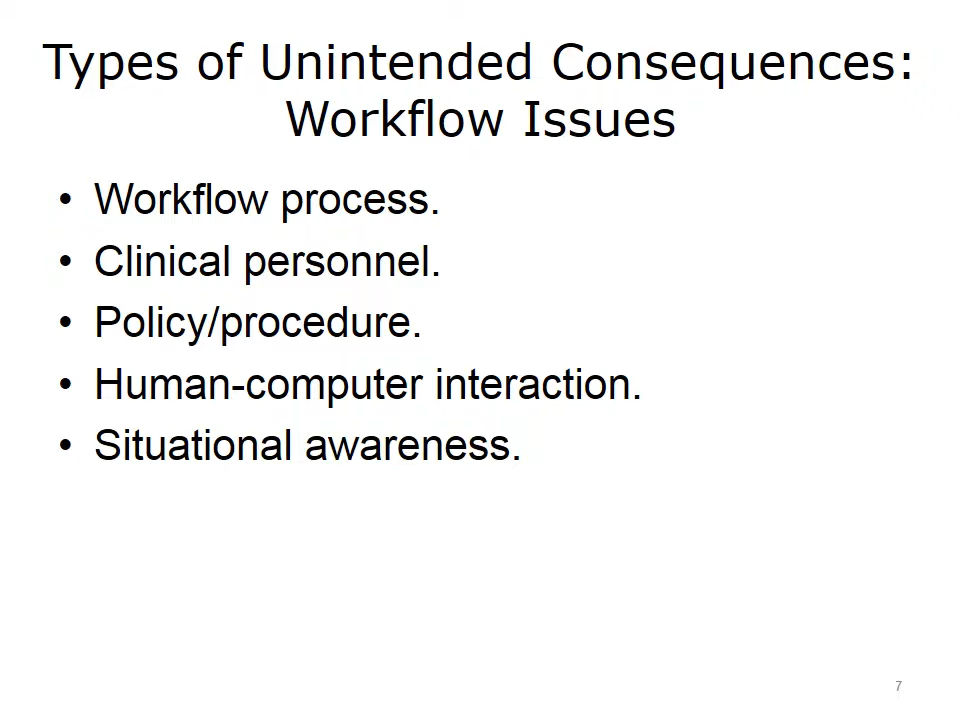 Types of Unintended Consequences:
Workflow Issues
• Workflow process.
• Clinical personnel.
• Policy/procedure.
• Human-computer interaction.
• Situational awareness.
7